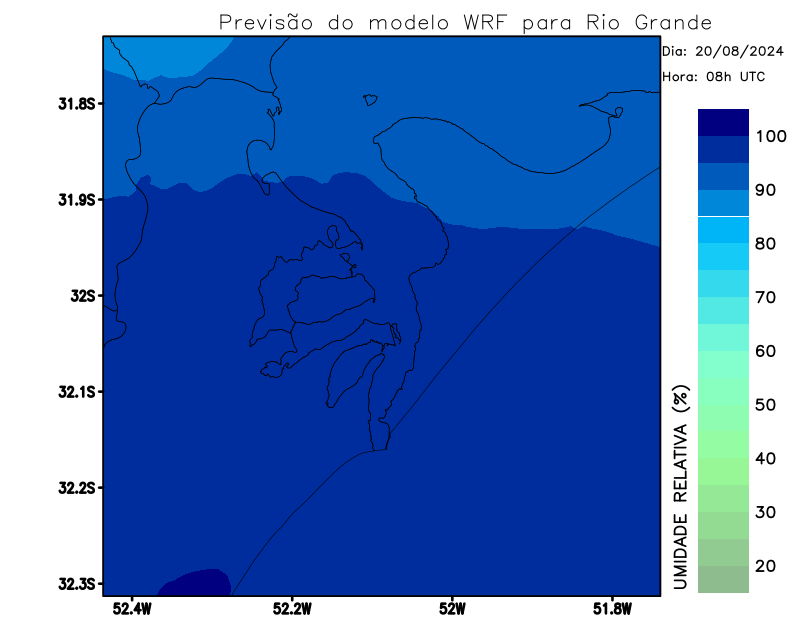 Previsão do modelo WRF para Rio Grande
Dia: 20/08/2024
Hora: 08h UTC
31.8S
31.9S
32S
32.1S
32.2S
32.3S
52.4W
52.2W
52W
51.8W
UMIDADE RELATIVA (%)
100
90
80
70
60
50
40
30
20